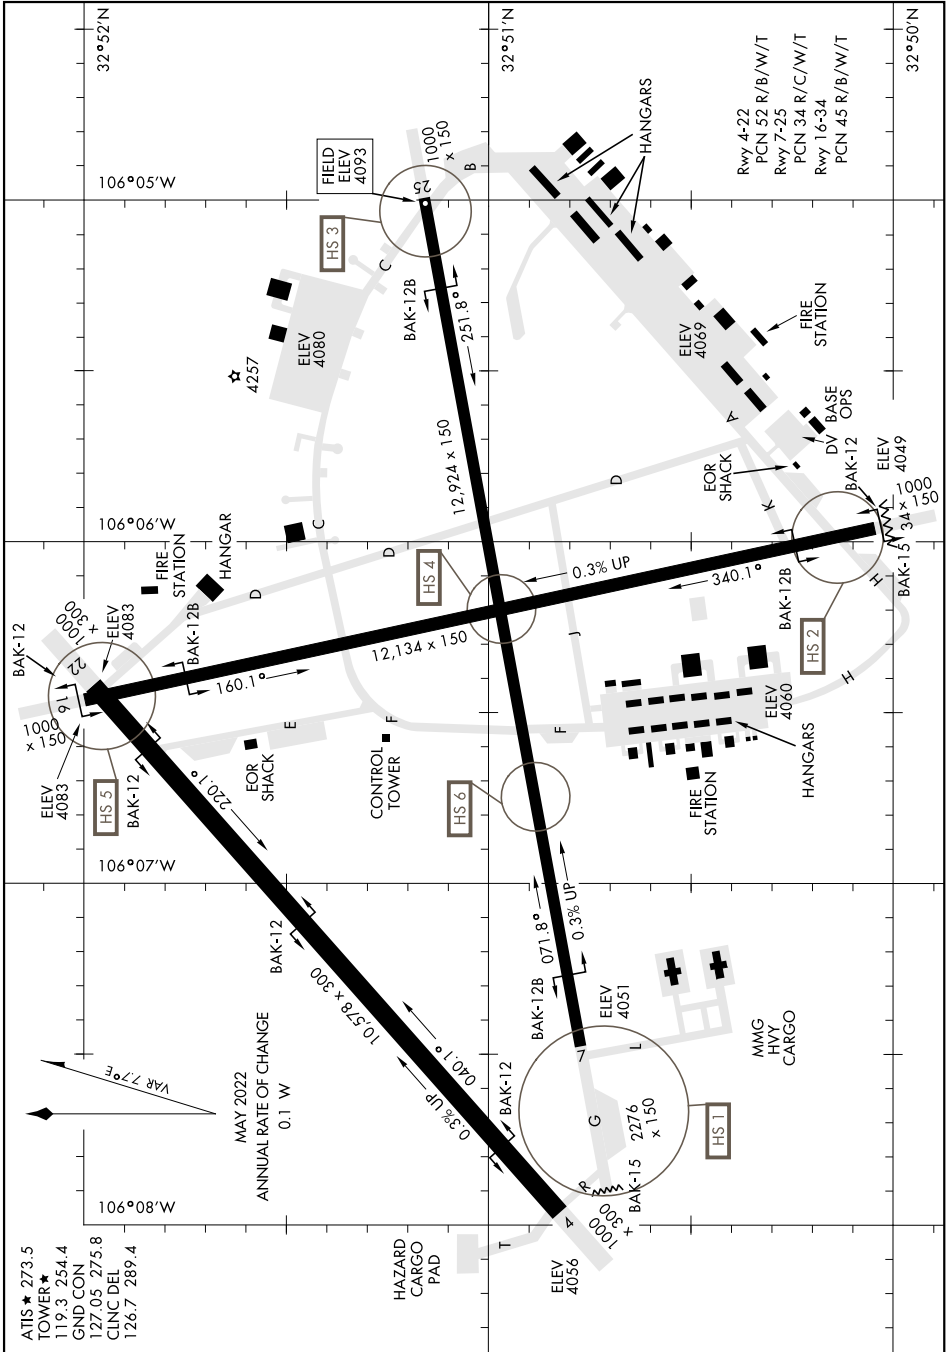 ATIS ★ 273.5
TOWER★
119.3 254.4
GND CON
127.05 275.8
CLNC DEL
126.7 289.4
VAR 7.7°E
MAY 2022
ANNUAL RATE OF CHANGE
0.1 W
106°08'W
106°07'W
106°06'W
106°05'W
32°52'N
32°51'N
32°50'N
Rwy 4-22
PCN 52 R/B/W/T
Rwy 7-25
PCN 34 R/C/W/T
Rwy 16-34
PCN 45 R/B/W/T
ELEV
4083
HS 5
BAK-12
BAK-12
1000
x 150
16
22
1000
x 300
ELEV
4083
BAK-12B
160.1°
220.1°
FIRE
STATION
HANGAR
D
C
D
E
F
EOR
SHACK
CONTROL
TOWER
4257
ELEV
4080
HS 3
FIELD
ELEV
4093
C
25
1000
x 150
B
BAK-12B
251.8°
12,924 x 150
HS 4
12,134 x 150
0.3% UP
340.1°
D
HANGARS
ELEV
4069
FIRE
STATION
A
BASE
OPS
DV
EOR
SHACK
K
BAK-12
ELEV
4049
1000
x 150
34
BAK-15
H
BAK-12B
HS 2
H
J
F
ELEV
4060
HANGARS
FIRE
STATION
HS 6
BAK-12
10,578 x 300
040.1°
0.3% UP
BAK-12
071.8°
0.3% UP
BAK-12B
ELEV
4051
7
L
MMG
HVY
CARGO
G
2276
x 150
HS 1
R
BAK-15
4
1000
x 300
T
ELEV
4056
HAZARD
CARGO
PAD